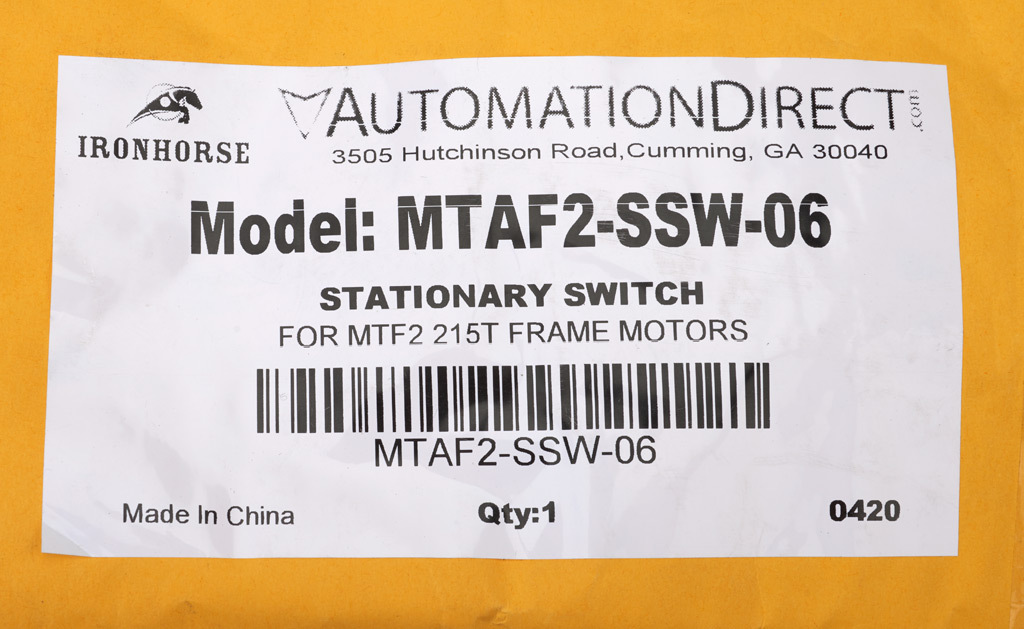 IRONHORSE
AUTOMATIONDIRECT.com
3505 Hutchinson Road,Cumming, GA 30040
Model: MTAF2-SSW-06
STATIONARY SWITCH
FOR MTF2 215T FRAME MOTORS
MTAF2-SSW-06
Made In China Qty:1 0420